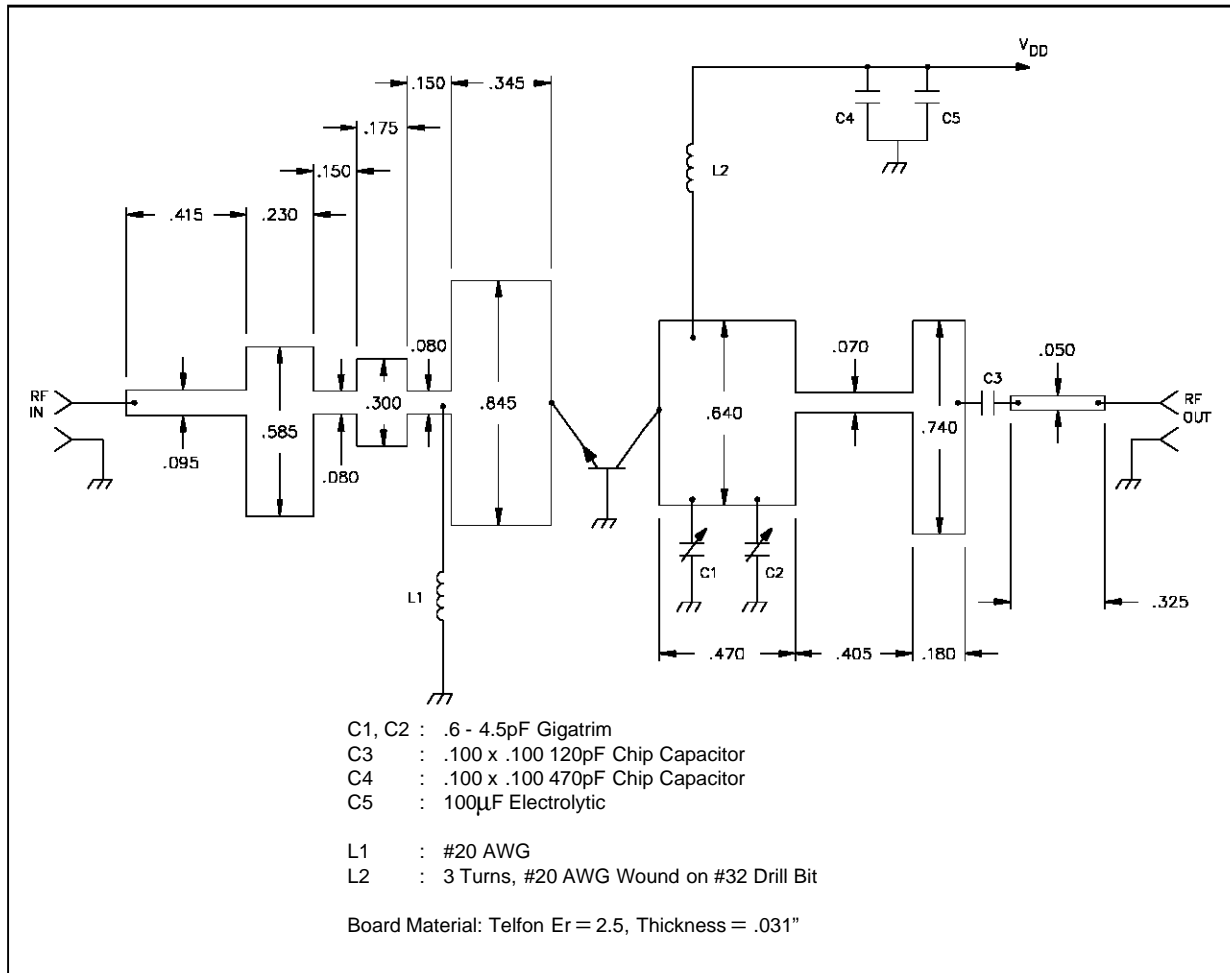 V_DD
.150 .345
C4 C5
.175
L2
.150
.415 .230
.080
.070
.050
C3
RF
IN
.300
.845
.640
.740
RF
OUT
.585
.095
.080
C1 C2
L1
.325
.470 .405 .180
C1, C2 : .6 - 4.5pF Gigatrim
C3 : .100 x .100 120pF Chip Capacitor
C4 : .100 x .100 470pF Chip Capacitor
C5 : 100µF Electrolytic
L1 : #20 AWG
L2 : 3 Turns, #20 AWG Wound on #32 Drill Bit
Board Material: Telfon Er = 2.5, Thickness = .031”